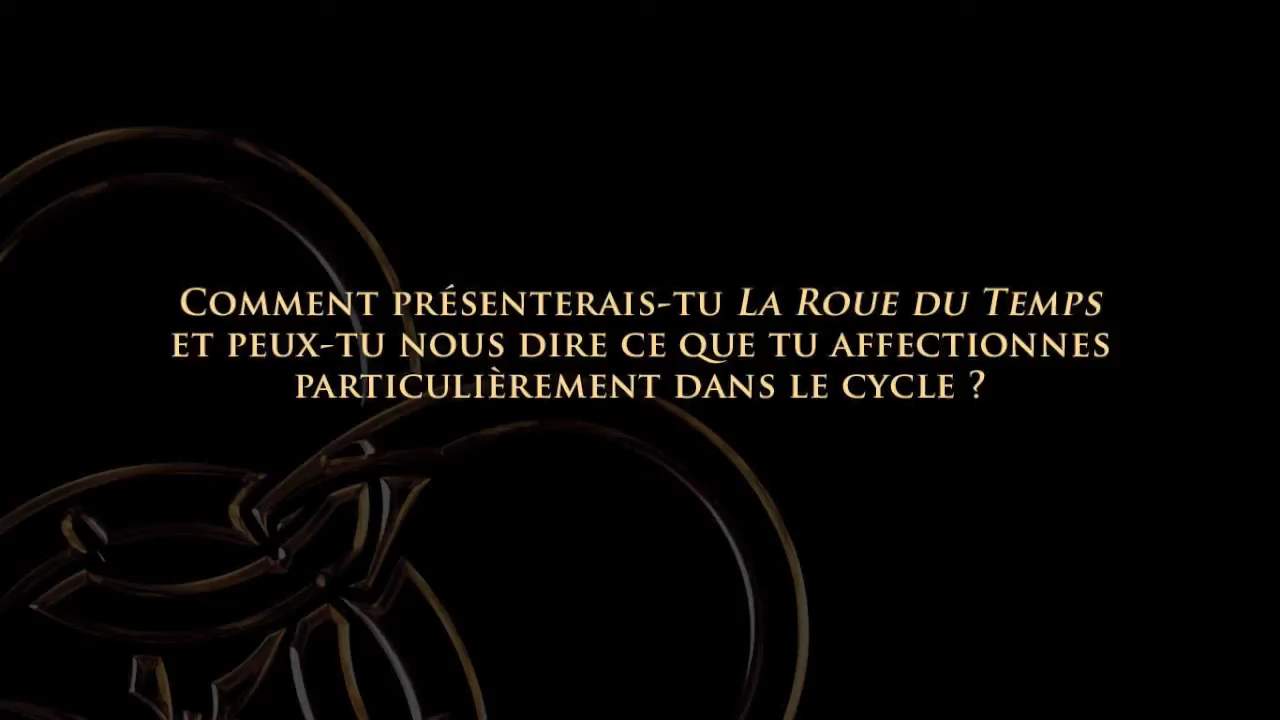 Comment présenterais-tu La Roue du Temps
et peux-tu nous dire ce que tu affectionnes
particulièrement dans le cycle ?